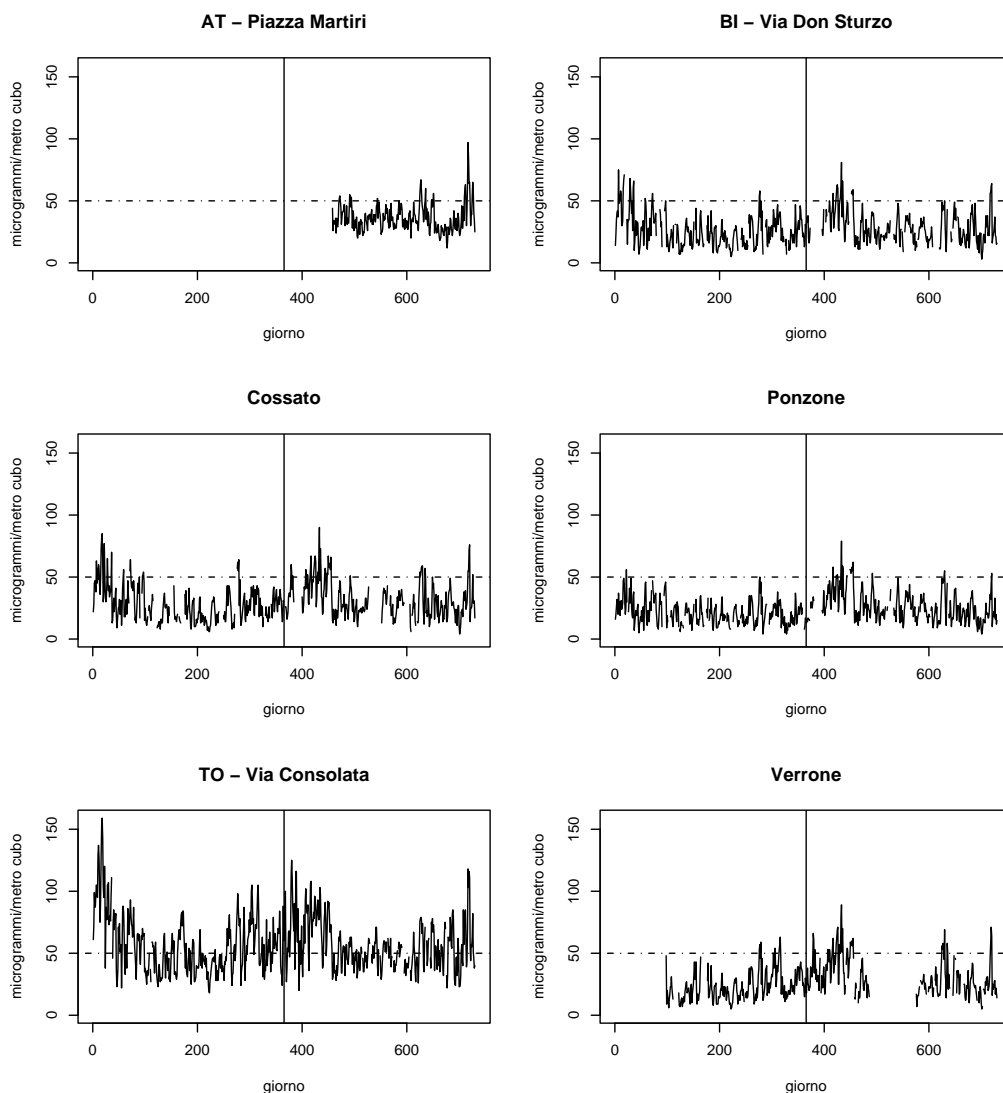 AT – Piazza Martiri
microgrammi/metro cubo
0 50 100 150
0 200 400 600
giorno
BI – Via Don Sturzo
microgrammi/metro cubo
0 50 100 150
0 200 400 600
giorno
Cossato
microgrammi/metro cubo
0 50 100 150
0 200 400 600
giorno
Ponzone
microgrammi/metro cubo
0 50 100 150
0 200 400 600
giorno
TO – Via Consolata
microgrammi/metro cubo
0 50 100 150
0 200 400 600
giorno
Verrone
microgrammi/metro cubo
0 50 100 150
0 200 400 600
giorno